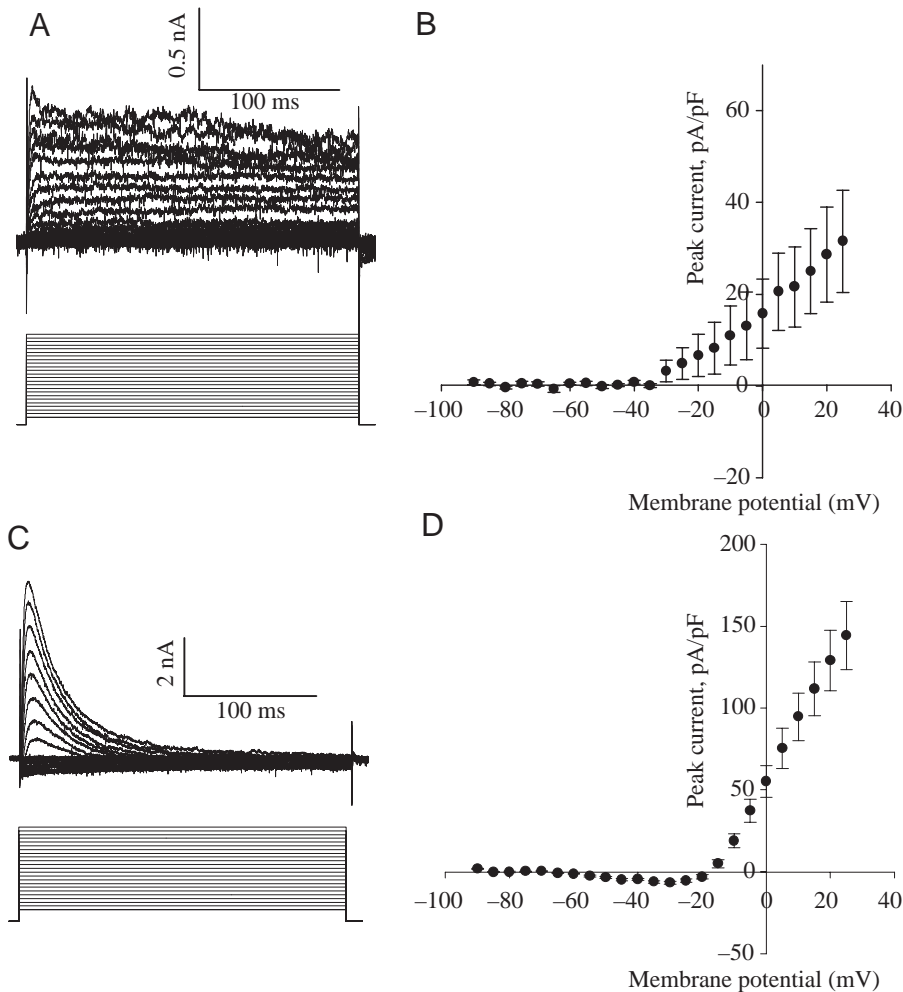 A
0.5 nA
100 ms
B
Peak current, pA/pF
60
40
20
0
–20
–100 –80 –60 –40 –20 0 20 40
Membrane potential (mV)
C
2 nA
100 ms
D
Peak current, pA/pF
200
150
100
50
0
–50
–100 –80 –60 –40 –20 0 20 40
Membrane potential (mV)